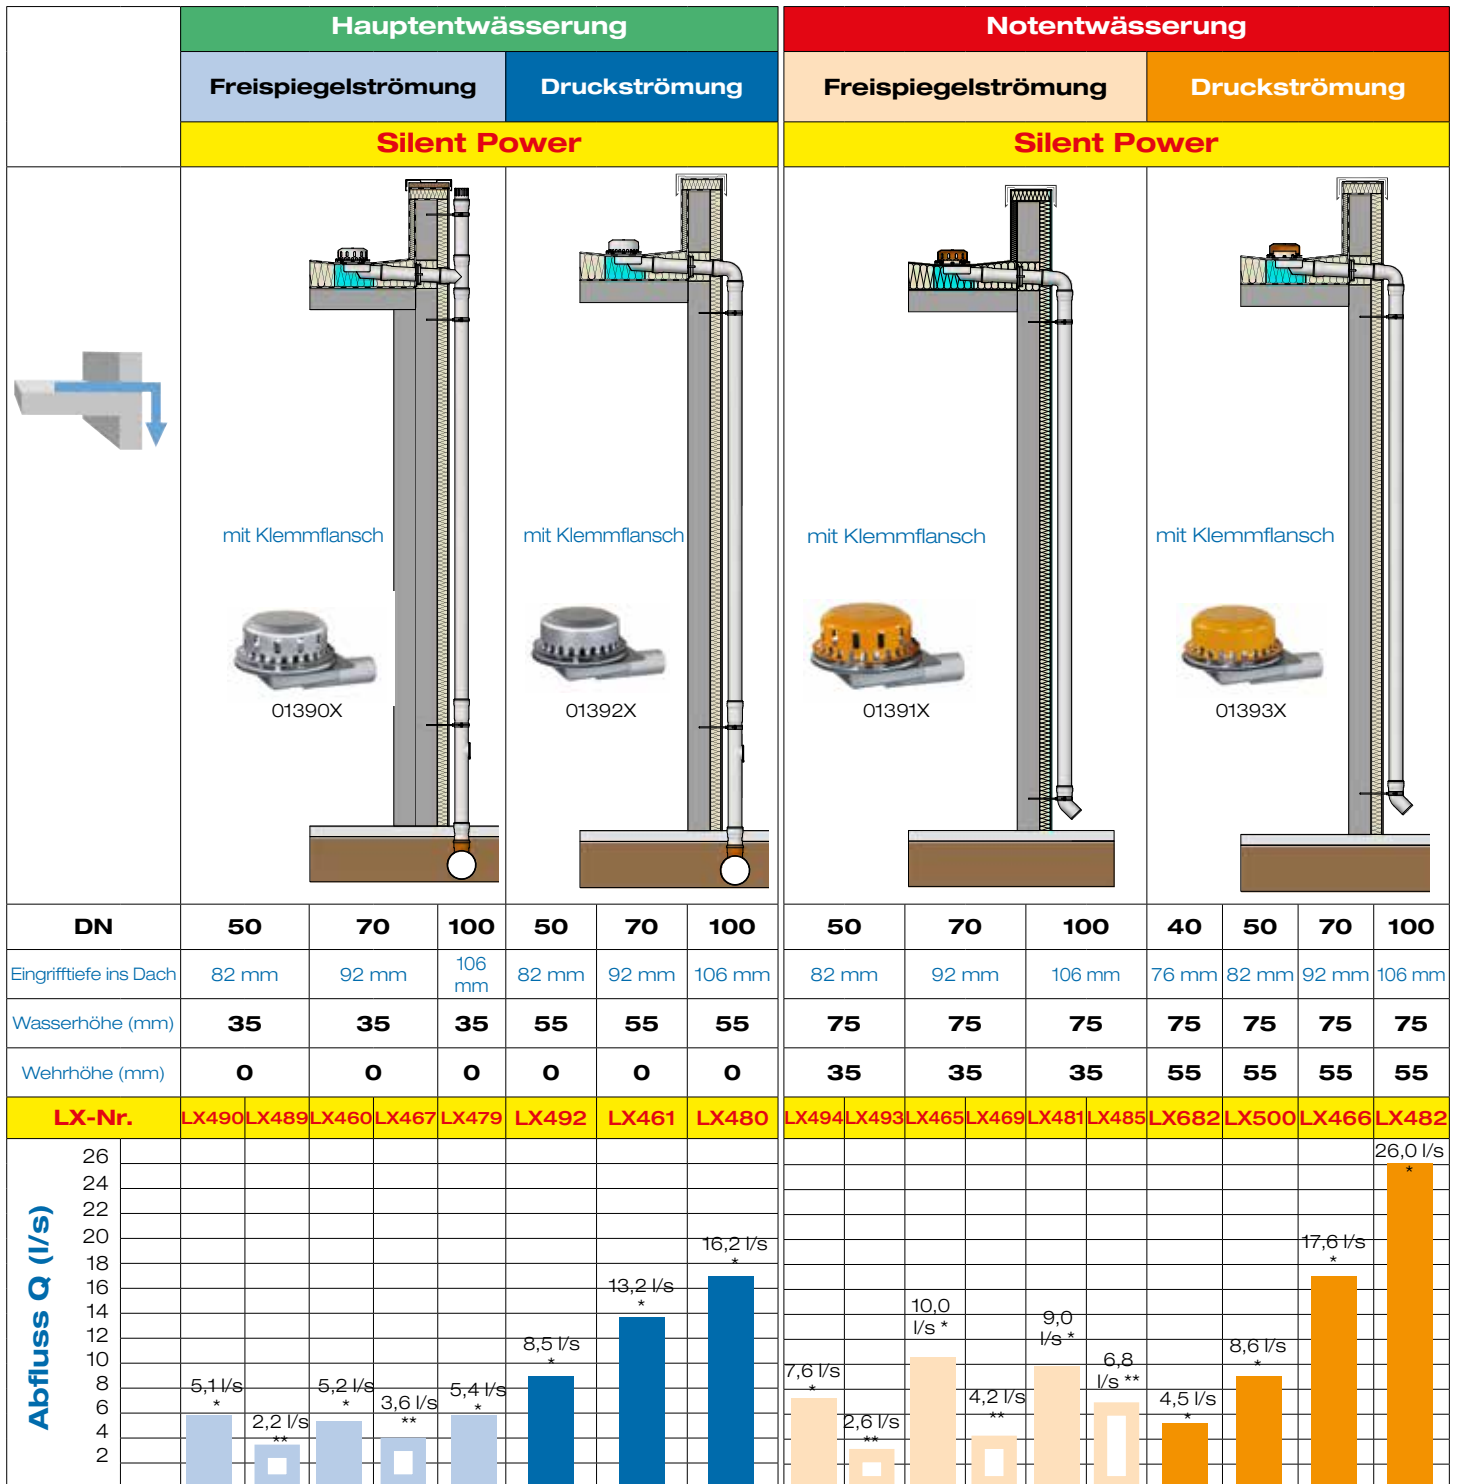 Hauptentwässerung Notentwässerung
Freispiegelströmung Druckströmung Freispiegelströmung Druckströmung
Silent Power Silent Power
mit Klemmflansch mit Klemmflansch mit Klemmflansch mit Klemmflansch
01390X 01392X 01391X 01393X
DN 50 70 100 50 70 100 50 70 100 40 50 70 100
Eingrifftiefe ins Dach 82 mm 92 mm 106 mm 82 mm 92 mm 106 mm 82 mm 92 mm 106 mm 76 mm 82 mm 92 mm 106 mm
Wasserhöhe (mm) 35 35 35 55 55 55 75 75 75 75 75 75 75
Wehrhöhe (mm) 0 0 0 0 0 0 35 35 35 55 55 55 55
LX-Nr. LX490 LX489 LX460 LX467 LX479 LX492 LX461 LX480 LX494 LX493 LX465 LX469 LX481 LX485 LX682 LX500 LX466 LX482
Abfluss Q (l/s)
26
24
22
20
18
16
14
12
10
8
6
4
2
5,1 l/s *
2,2 l/s **
5,2 l/s *
3,6 l/s **
5,4 l/s *
8,5 l/s *
13,2 l/s *
16,2 l/s *
7,6 l/s *
2,6 l/s **
10,0 l/s *
4,2 l/s **
9,0 l/s *
6,8 l/s **
4,5 l/s *
8,6 l/s *
17,6 l/s *
26,0 l/s *